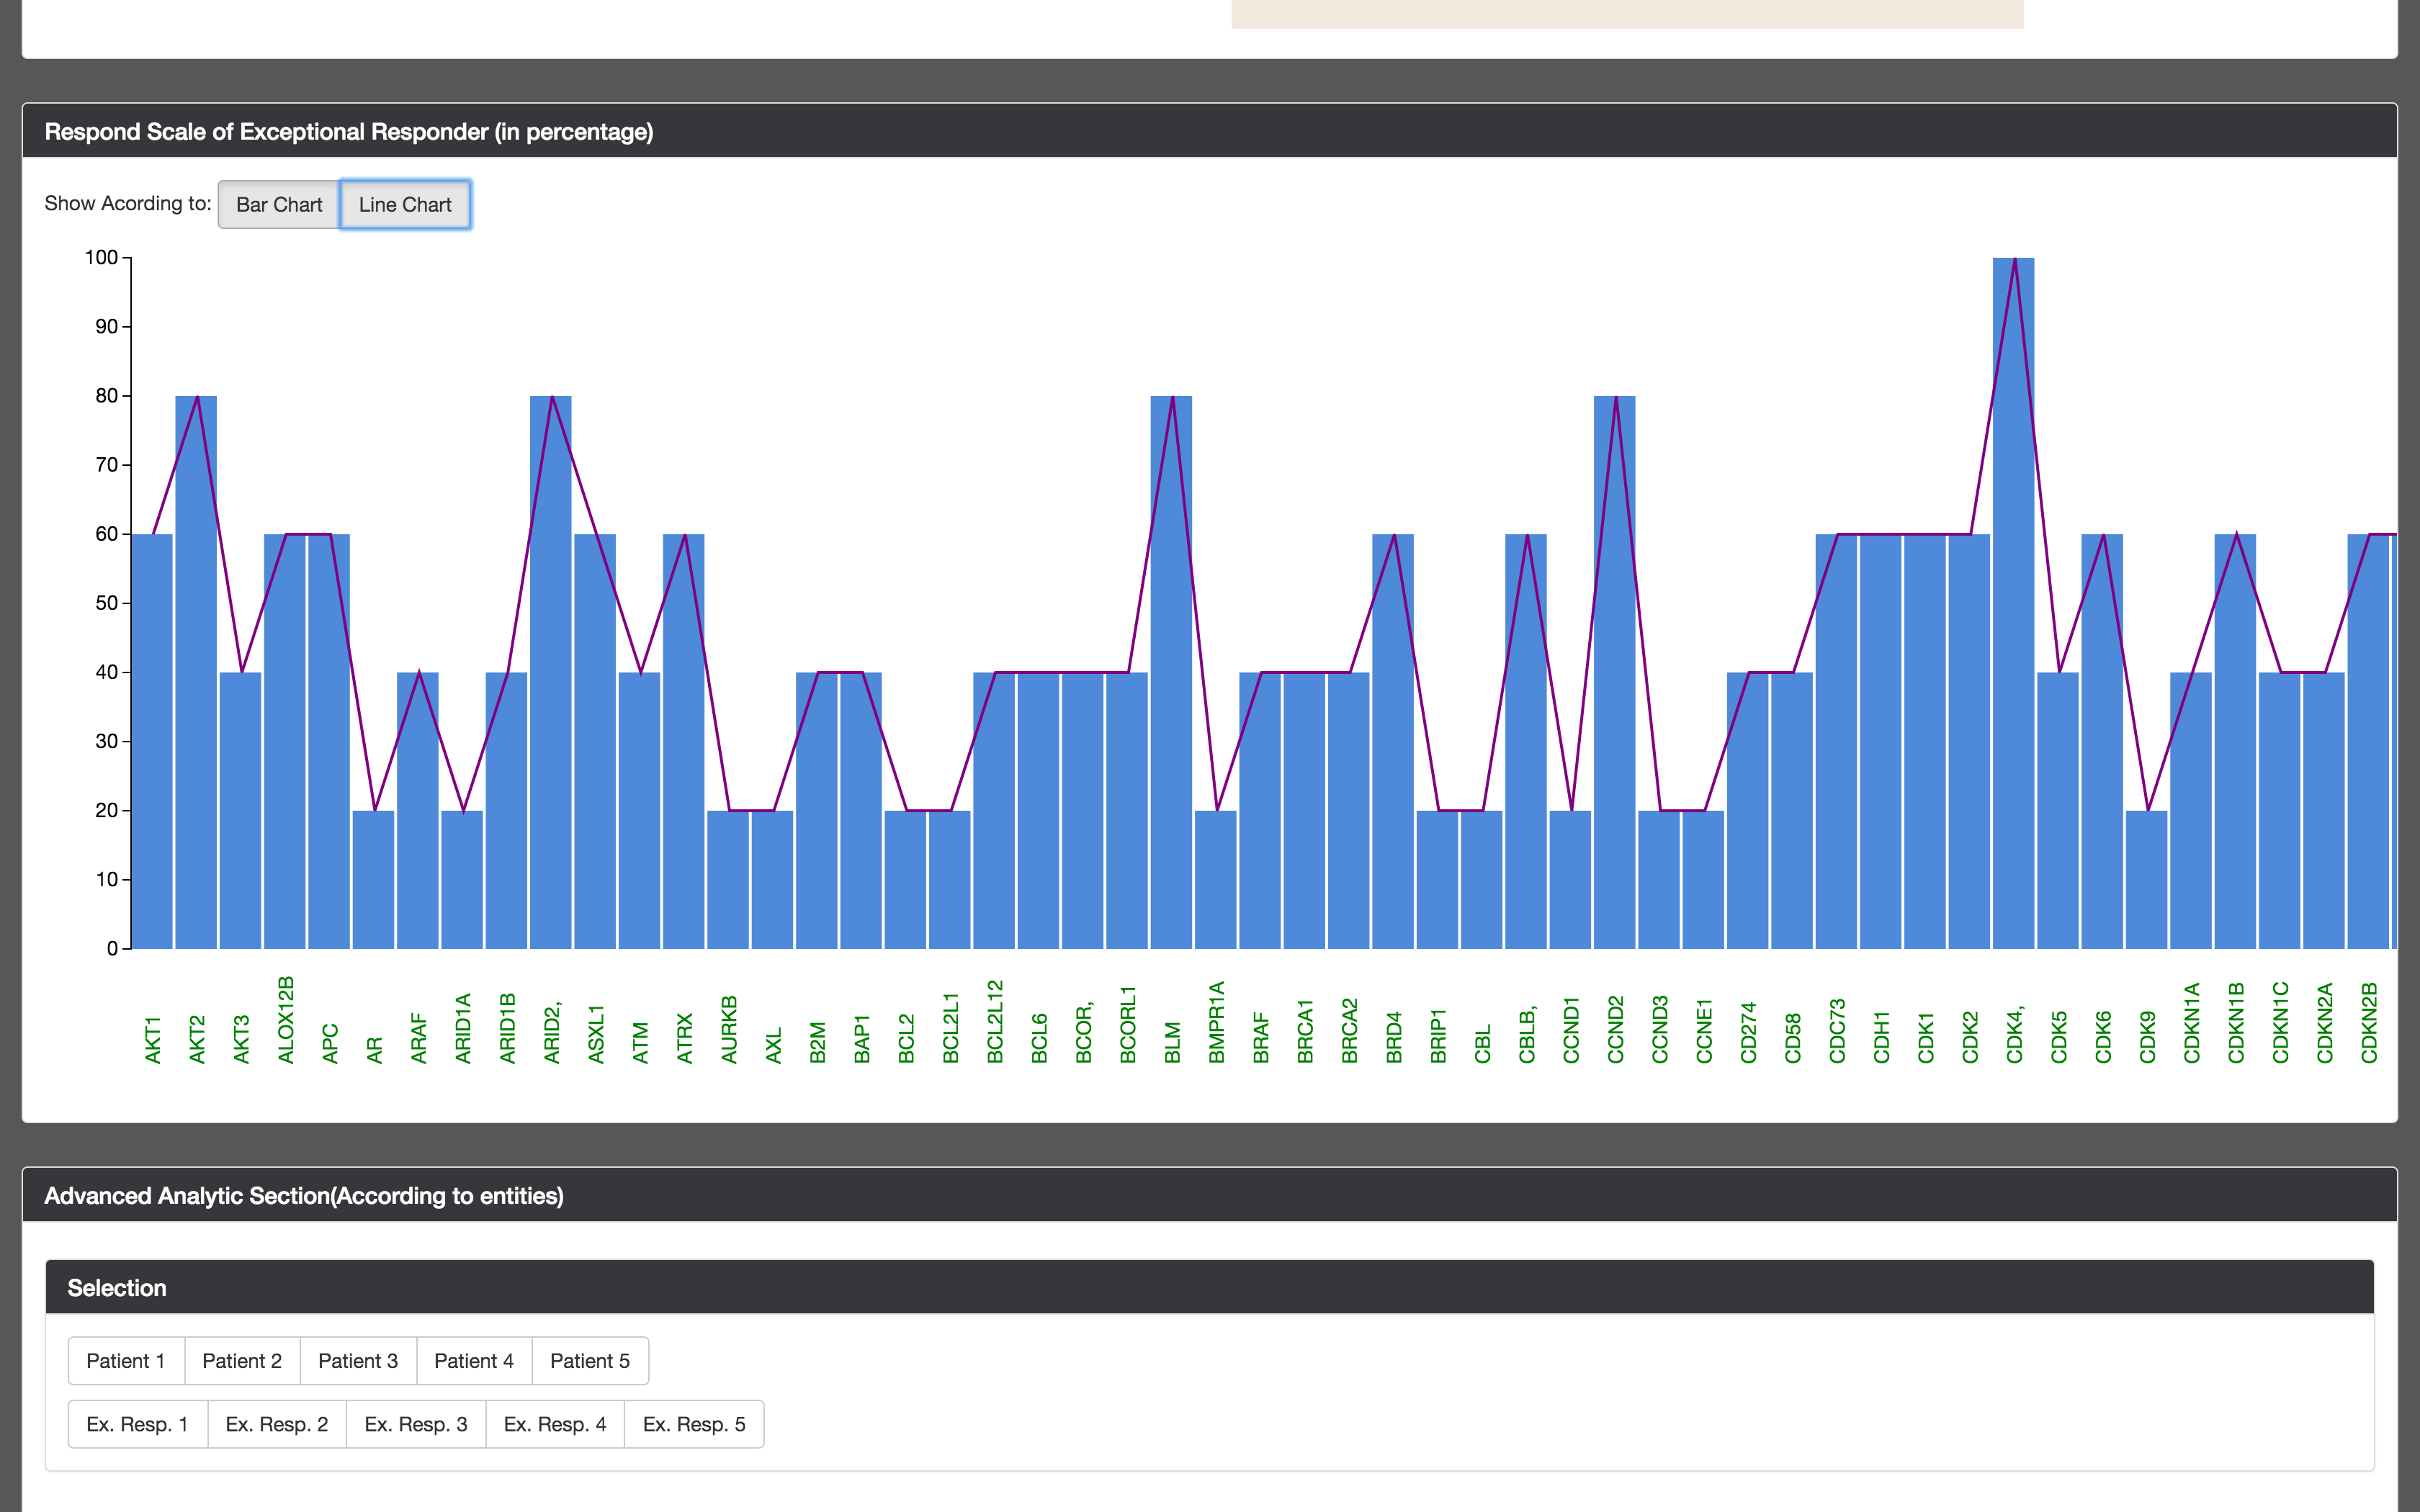 Respond Scale of Exceptional Responder (in percentage)
Show Acording to: Bar Chart Line Chart
100
90
80
70
60
50
40
30
20
10
0
AKT1
AKT2
AKT3
ALOX12B
APC
AR
ARAF
ARID1A
ARID1B
ARID2,
ASXL1
ATM
ATRX
AURKB
AXL
B2M
BAP1
BCL2
BCL2L1
BCL2L12
BCL6
BCOR,
BCORL1
BLM
BMPR1A
BRAF
BRCA1
BRCA2
BRD4
BRIP1
CBL
CBLB,
CCND1
CCND2
CCND3
CCNE1
CD274
CD58
CDC73
CDH1
CDK1
CDK2
CDK4,
CDK5
CDK6
CDK9
CDKN1A
CDKN1B
CDKN1C
CDKN2A
CDKN2B
Advanced Analytic Section(According to entities)
Selection
Patient 1 Patient 2 Patient 3 Patient 4 Patient 5
Ex. Resp. 1 Ex. Resp. 2 Ex. Resp. 3 Ex. Resp. 4 Ex. Resp. 5